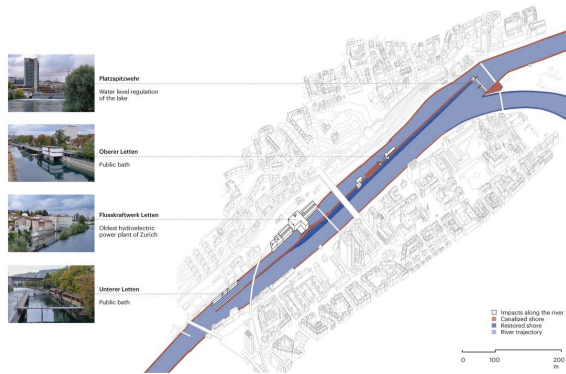 Platzspitzwehr
Water level regulation
of the lake
Oberer Letten
Public bath
Flusskraftwerk Letten
Oldest hydroelectric
power plant of Zurich
Unterer Letten
Public bath
Impacts along the river
Canalized shore
Restored shore
River trajectory
0 100 200
m